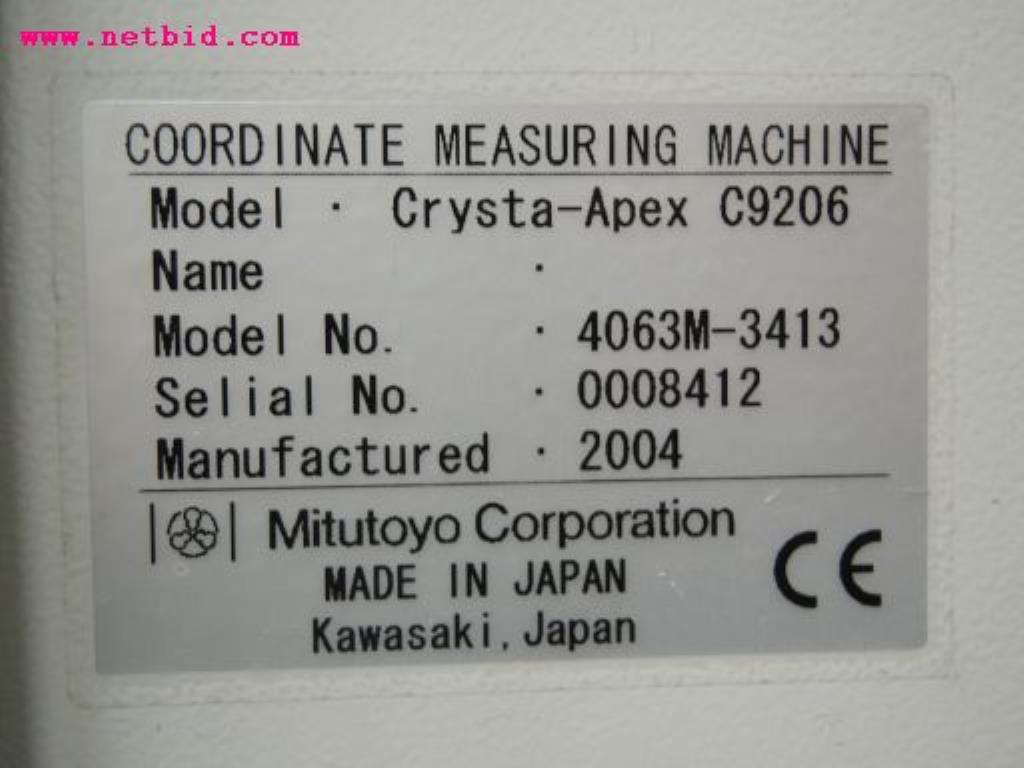 www.netbid.com
COORDINATE MEASURING MACHINE
Model · Crysta-Apex C9206
Name ·
Model No. · 4063M-3413
Selial No. · 0008412
Manufactured · 2004
Mitutoyo Corporation
MADE IN JAPAN
Kawasaki, Japan
CE